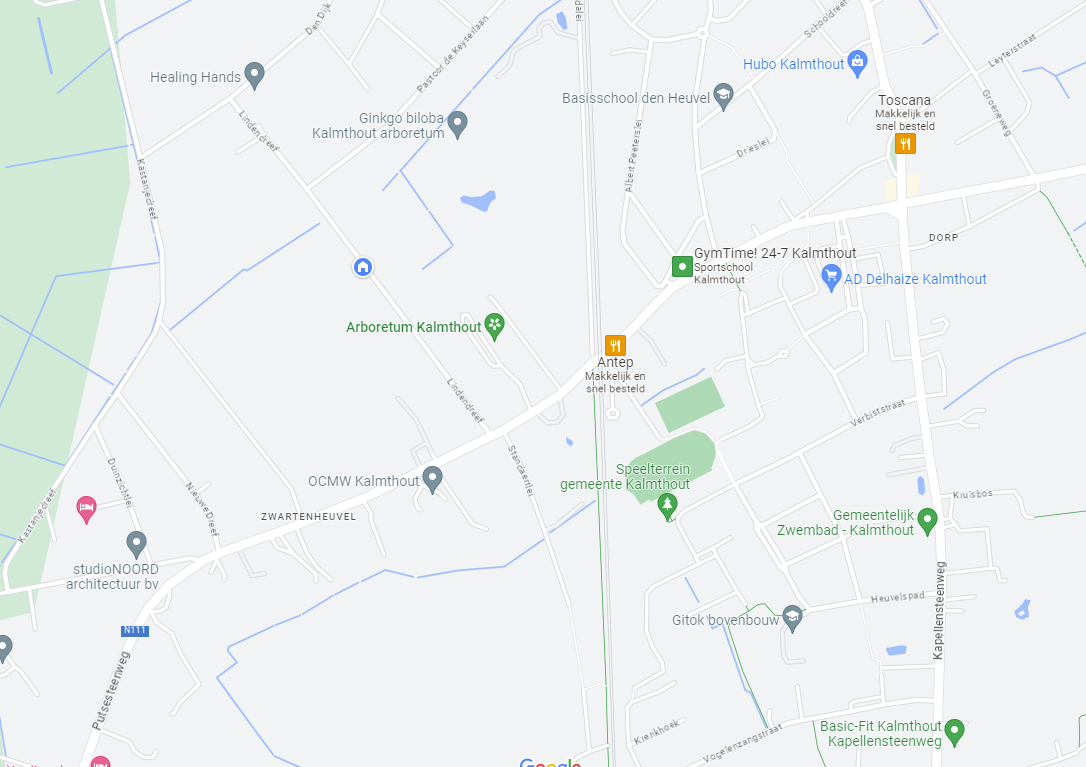 Den Dijk
Pastoor de Keyserlaan
dalei
Schooldreef
Leyterstraat
Healing Hands
Hubo Kalmthout
Basisschool den Heuvel
Toscana
Makkelijk en
snel besteld
Groeneweg
Lindendreef
Ginkgo biloba
Kalmthout arboretum
Albert Peeterslei
Drieslei
Kastanjedreef
DORP
GymTime! 24-7 Kalmthout
Sportschool
Kalmthout
AD Delhaize Kalmthout
Arboretum Kalmthout
Antep
Makkelijk en
snel besteld
Lindendreef
Verbiststraat
Standaertlei
Duinzichtlei
Nieuwe Dreef
OCMW Kalmthout
Speelterrein
gemeente Kalmthout
Kruisbos
Kastanjedreef
ZWARTENHEUVEL
Gemeentelijk
Zwembad - Kalmthout
studioNOORD
architectuur bv
Heuvelspad
Kapellensteenweg
N111
Gitok bovenbouw
Putsesteenweg
Kienkhoek
Vogelenzangstraat
Basic-Fit Kalmthout
Kapellensteenweg
Google